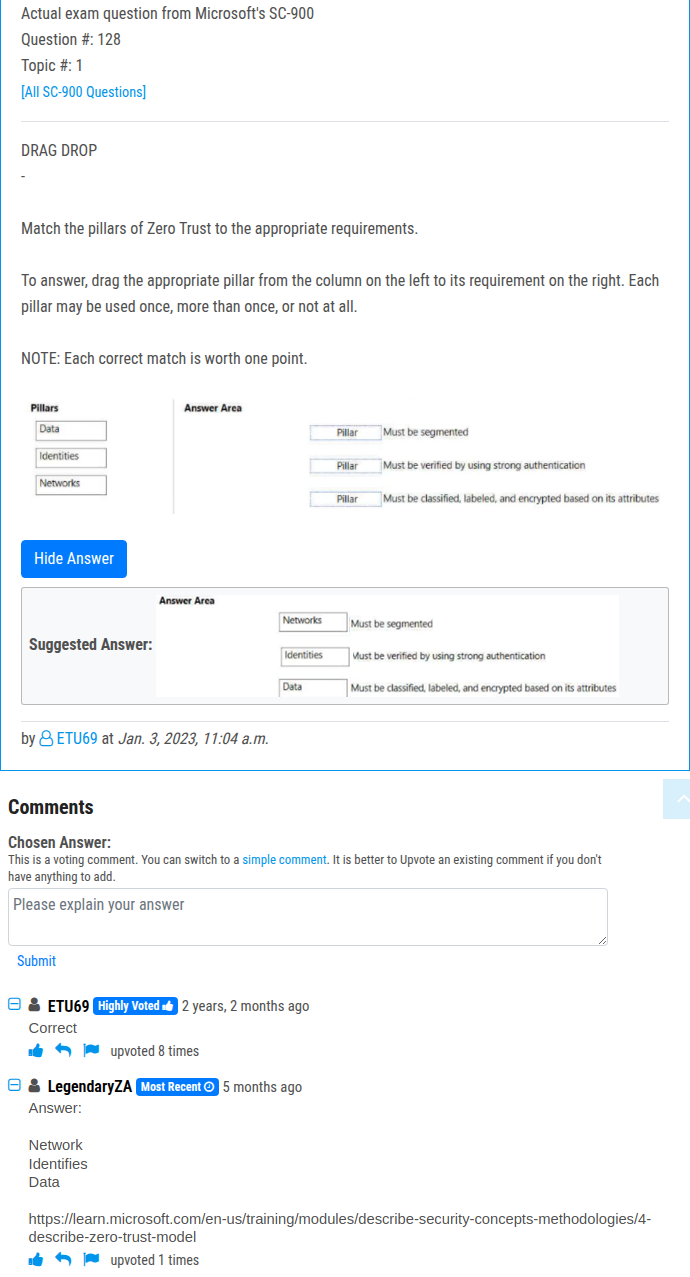 Actual exam question from Microsoft's SC-900
Question #: 128
Topic #: 1
[All SC-900 Questions]
DRAG DROP
-
Match the pillars of Zero Trust to the appropriate requirements.
To answer, drag the appropriate pillar from the column on the left to its requirement on the right. Each
pillar may be used once, more than once, or not at all.
NOTE: Each correct match is worth one point.
Pillars
Data
Identities
Networks
Answer Area
Pillar Must be segmented
Pillar Must be verified by using strong authentication
Pillar Must be classified, labeled, and encrypted based on its attributes
Hide Answer
Suggested Answer:
Answer Area
Networks Must be segmented
Identities Must be verified by using strong authentication
Data Must be classified, labeled, and encrypted based on its attributes
by ETU69 at Jan. 3, 2023, 11:04 a.m.
Comments
Chosen Answer:
This is a voting comment. You can switch to a simple comment. It is better to Upvote an existing comment if you don't
have anything to add.
Please explain your answer
Submit
ETU69 Highly Voted 2 years, 2 months ago
Correct
upvoted 8 times
LegendaryZA Most Recent 5 months ago
Answer:
Network
Identifies
Data
https://learn.microsoft.com/en-us/training/modules/describe-security-concepts-methodologies/4-
describe-zero-trust-model
upvoted 1 times